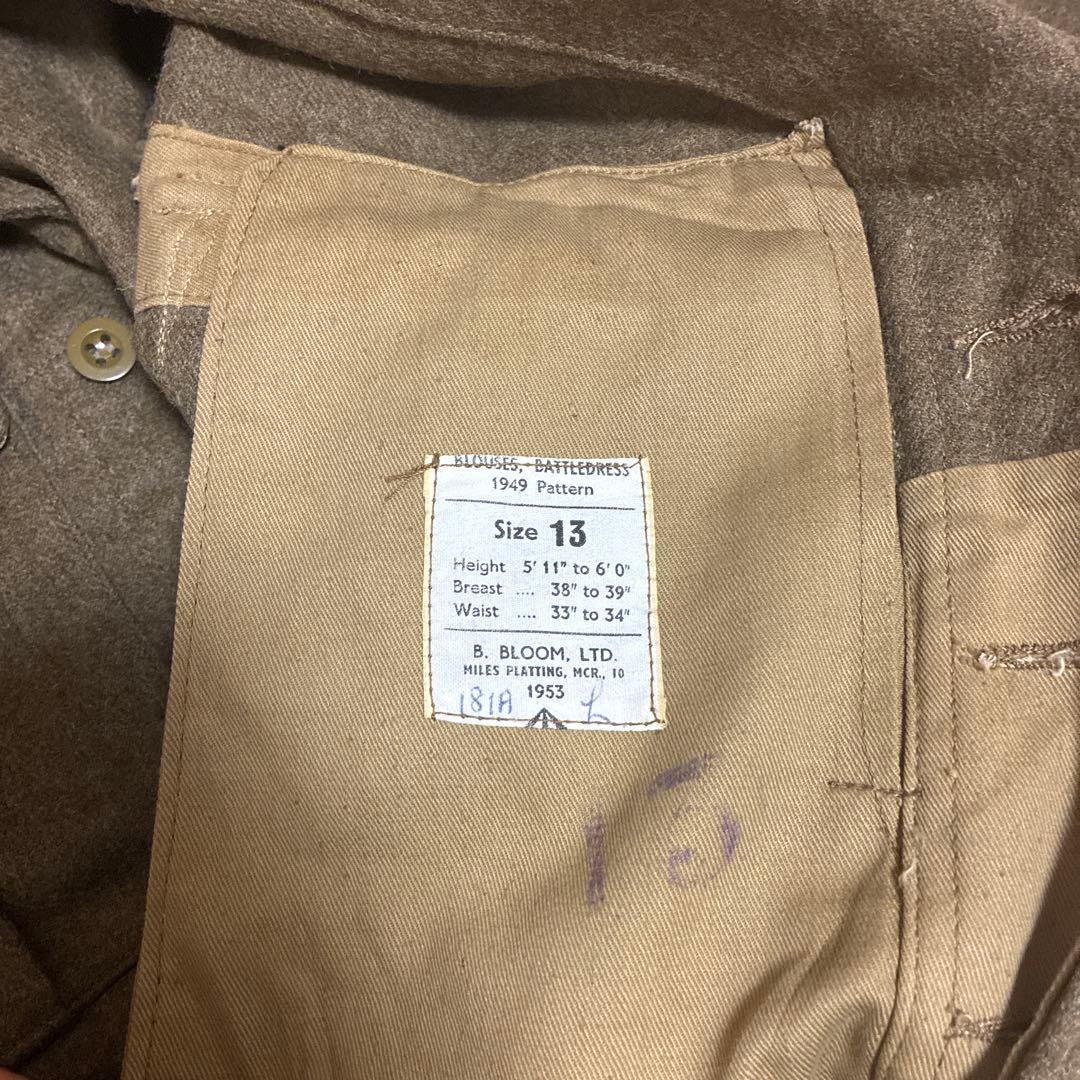 BLOUSES, BATTLEDRESS
1949 Pattern
Size 13
Height 5' 11" to 6' 0"
Breast .... 38" to 39"
Waist .... 33" to 34"
B. BLOOM, LTD.
MILES PLATTING, MCR., 10
1953
181A L